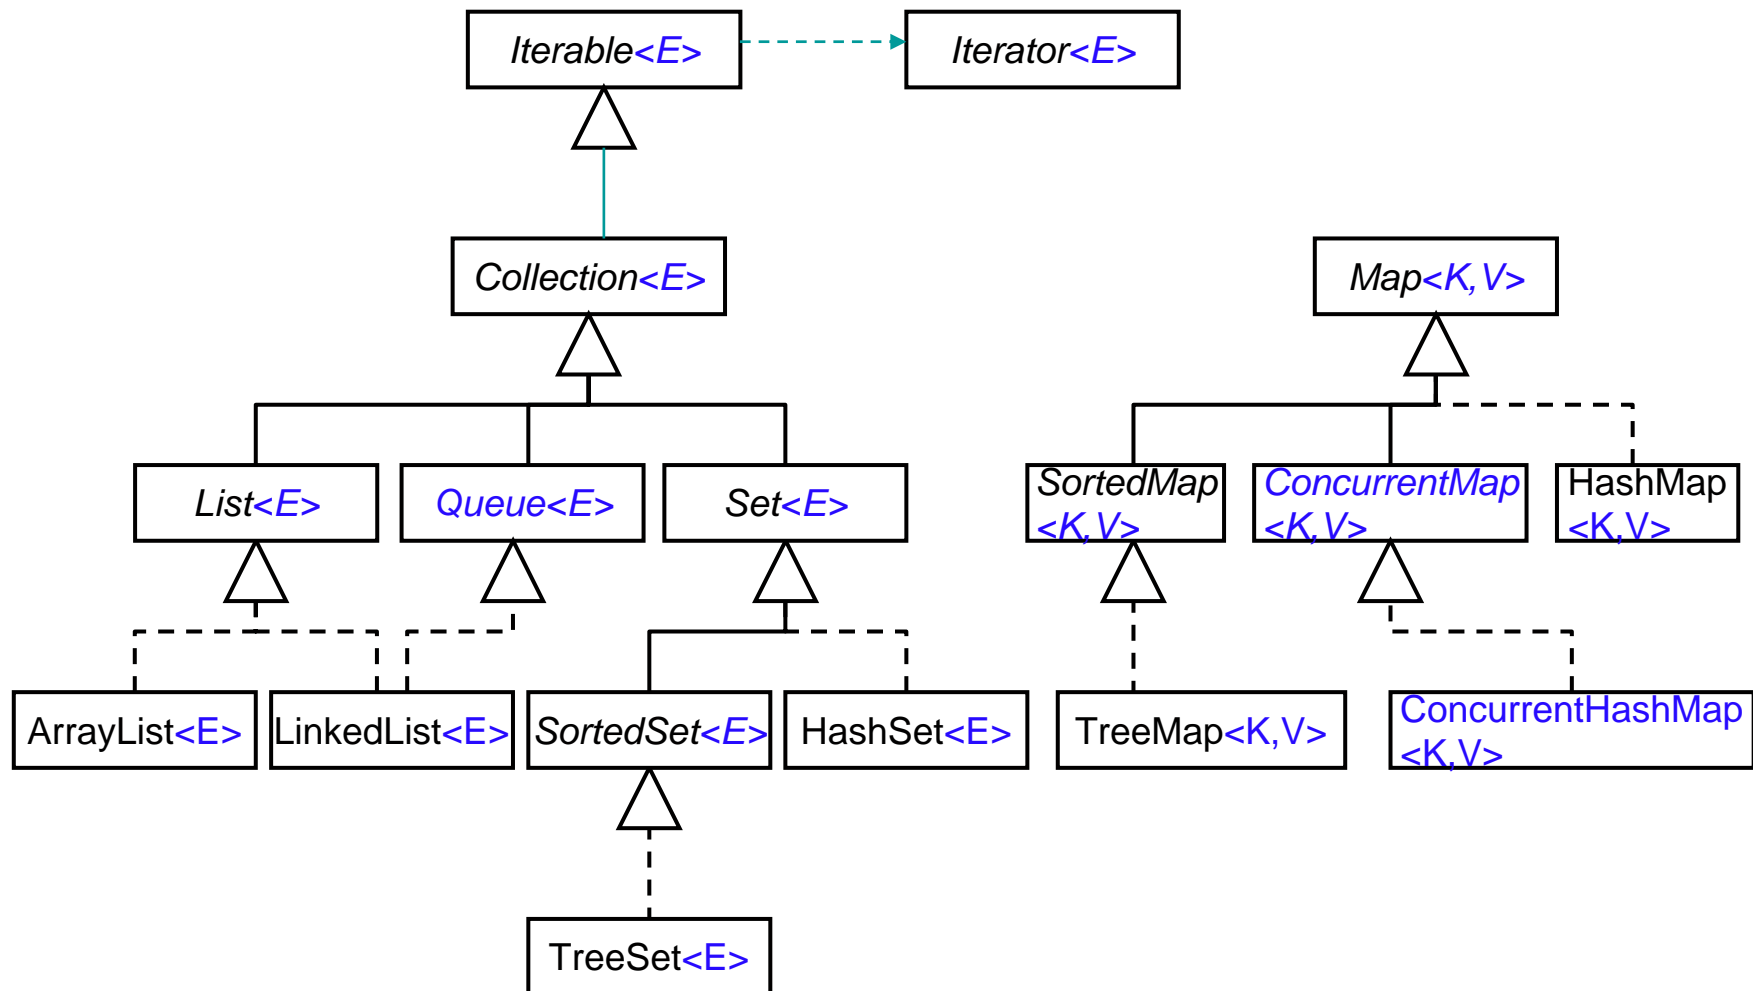 Iterable<E>
Iterator<E>
Collection<E>
Map<K,V>
List<E>
Queue<E>
Set<E>
SortedMap
<K,V>
ConcurrentMap
<K,V>
HashMap
<K,V>
ArrayList<E>
LinkedList<E>
SortedSet<E>
HashSet<E>
TreeMap<K,V>
ConcurrentHashMap
<K,V>
TreeSet<E>